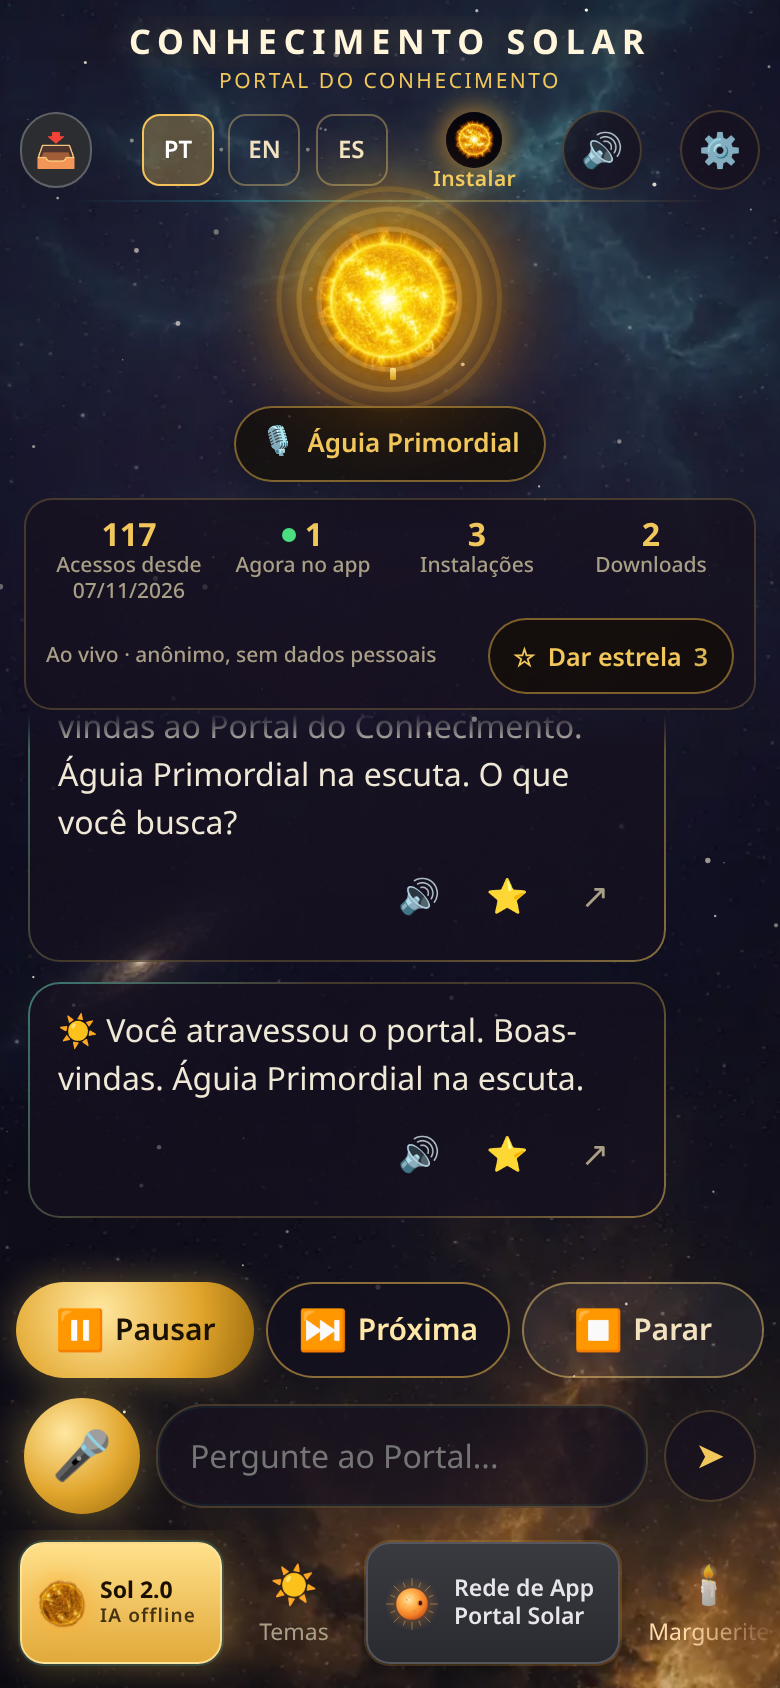 CONHECIMENTO SOLAR
PORTAL DO CONHECIMENTO
PT
EN
ES
Instalar
Águia Primordial
117
Acessos desde
07/11/2026
1
Agora no app
3
Instalações
2
Downloads
Ao vivo · anônimo, sem dados pessoais
☆ Dar estrela 3
vindas ao Portal do Conhecimento.
Águia Primordial na escuta. O que
você busca?
Você atravessou o portal. Boas-
vindas. Águia Primordial na escuta.
Pausar
Próxima
Parar
Pergunte ao Portal...
Sol 2.0
IA offline
Temas
Rede de App
Portal Solar
Marguerite